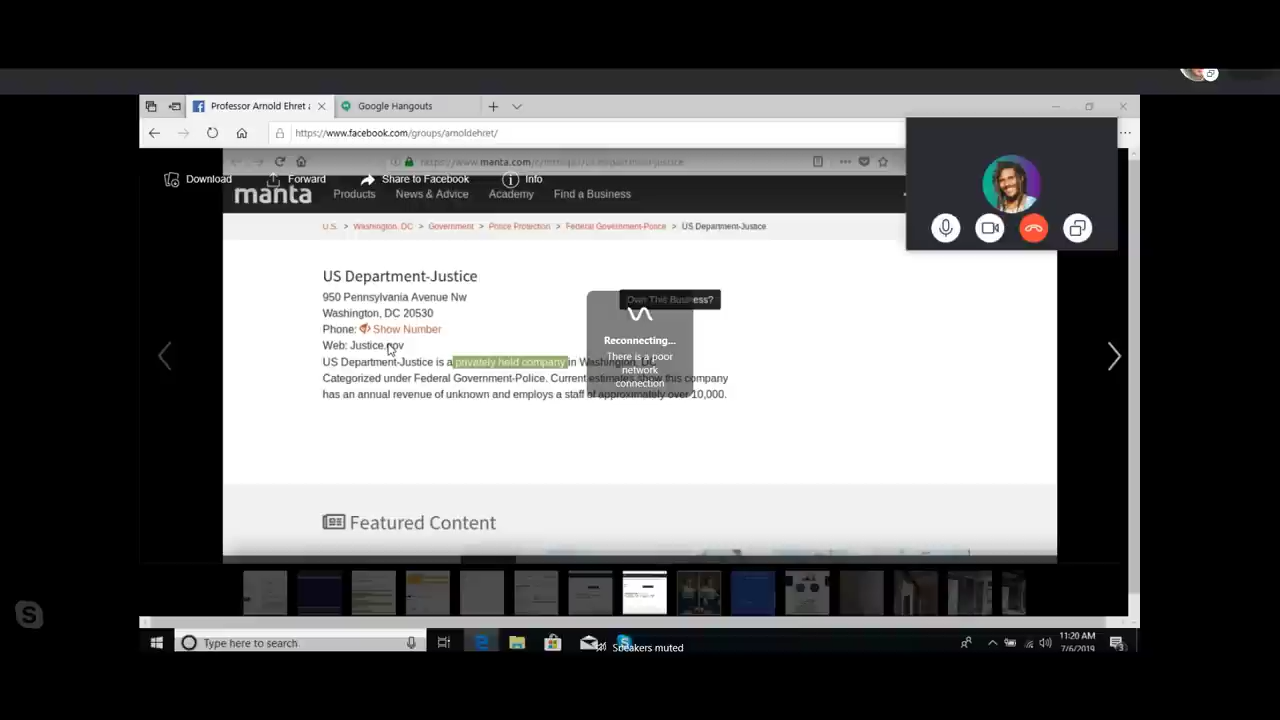 Professor Arnold Ehret a
Google Hangouts
https://www.facebook.com/groups/arnoldehret/
Download
Forward
Share to Facebook
Info
manta
Products
News & Advice
Academy
Find a Business
U.S. > Washington, DC > Government > Police Protection > Federal Government-Police > US Department-Justice
US Department-Justice
950 Pennsylvania Avenue Nw
Washington, DC 20530
Phone: Show Number
Web: Justice.gov
US Department-Justice is a privately held company in Washington, DC
Categorized under Federal Government-Police. Current estimates show this company
has an annual revenue of unknown and employs a staff of approximately over 10,000.
Own This Business?
Reconnecting...
There is a poor
network
connection
Featured Content
Type here to search
Speakers muted
11:20 AM
7/6/2019